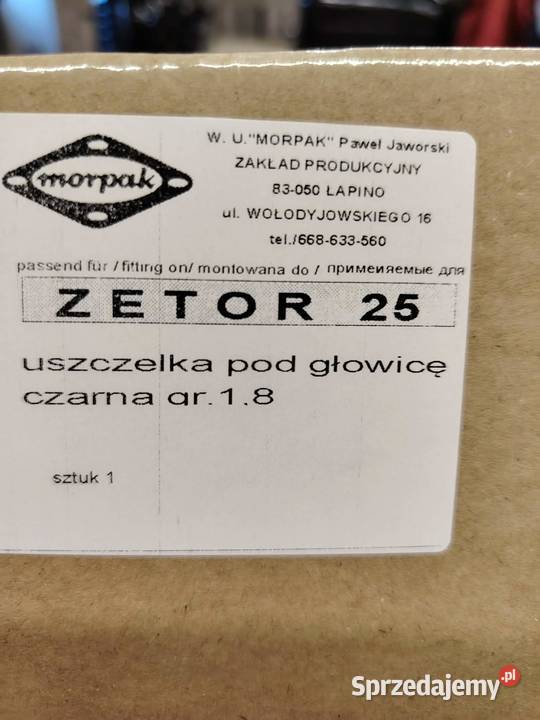 morpak
W. U."MORPAK" Paweł Jaworski
ZAKŁAD PRODUKCYJNY
83-050 ŁAPINO
ul. WOŁODYJOWSKIEGO 16
tel./668-633-560
passend für / fitting on/ montowana do / применяемые для
ZETOR 25
uszczelka pod głowicę
czarna gr.1,8
sztuk 1
Sprzedajemy.pl